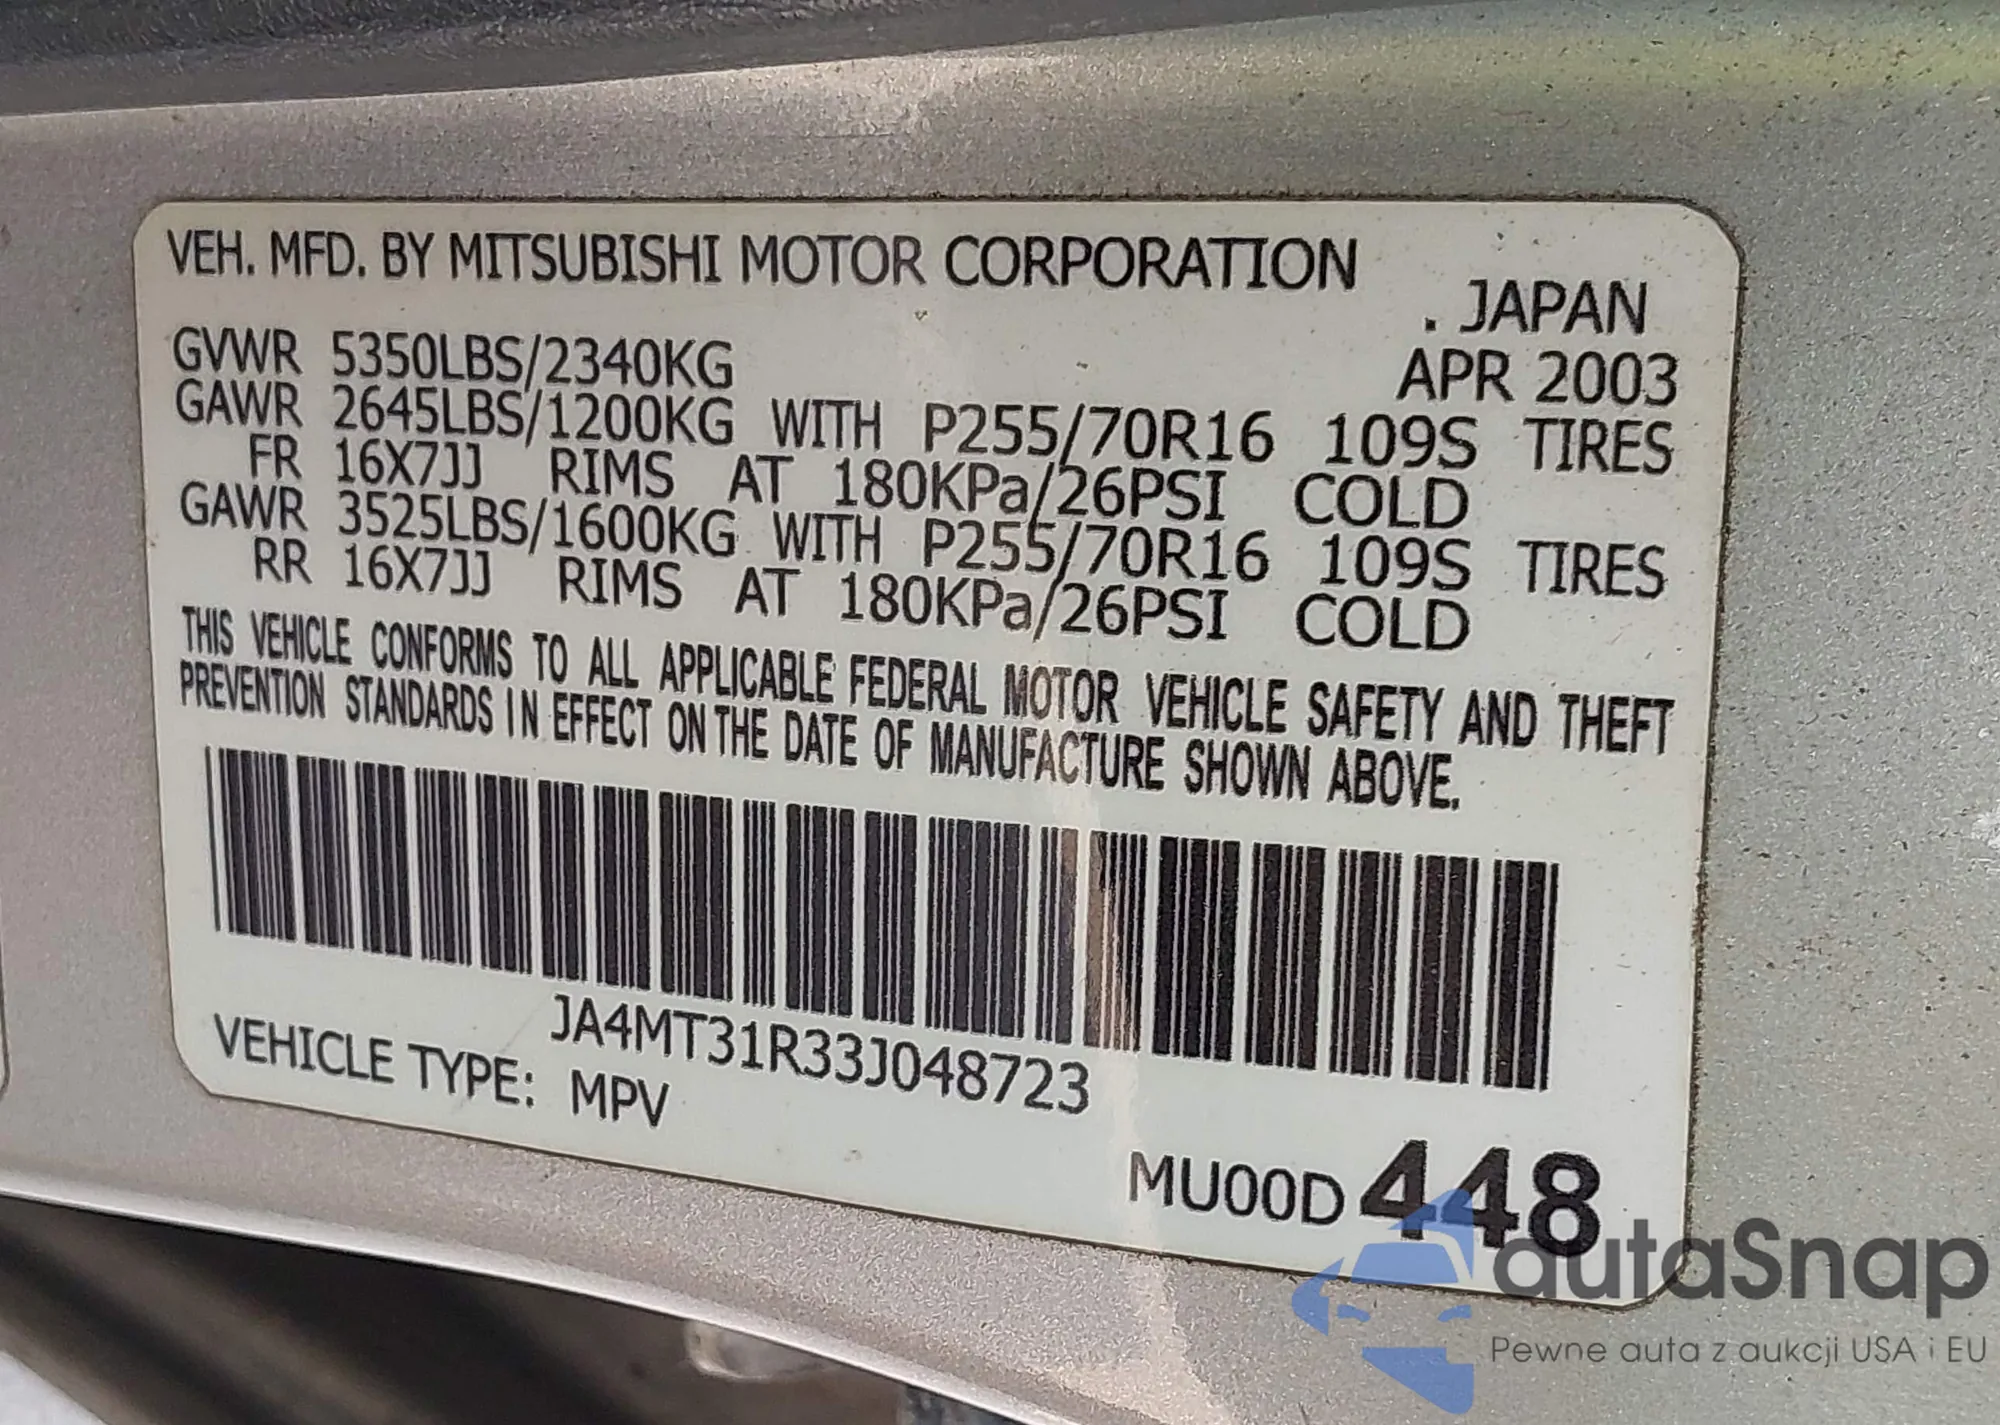 VEH. MFD. BY MITSUBISHI MOTOR CORPORATION
. JAPAN
APR 2003
GVWR 5350LBS/2340KG
GAWR 2645LBS/1200KG WITH P255/70R16 109S TIRES
FR 16X7JJ RIMS AT 180KPa/26PSI COLD
GAWR 3525LBS/1600KG WITH P255/70R16 109S TIRES
RR 16X7JJ RIMS AT 180KPa/26PSI COLD
THIS VEHICLE CONFORMS TO ALL APPLICABLE FEDERAL MOTOR VEHICLE SAFETY AND THEFT
PREVENTION STANDARDS IN EFFECT ON THE DATE OF MANUFACTURE SHOWN ABOVE.
JA4MT31R33J048723
VEHICLE TYPE: MPV
MU00D448
autaSnap
Pewne auta z aukcji USA i EU